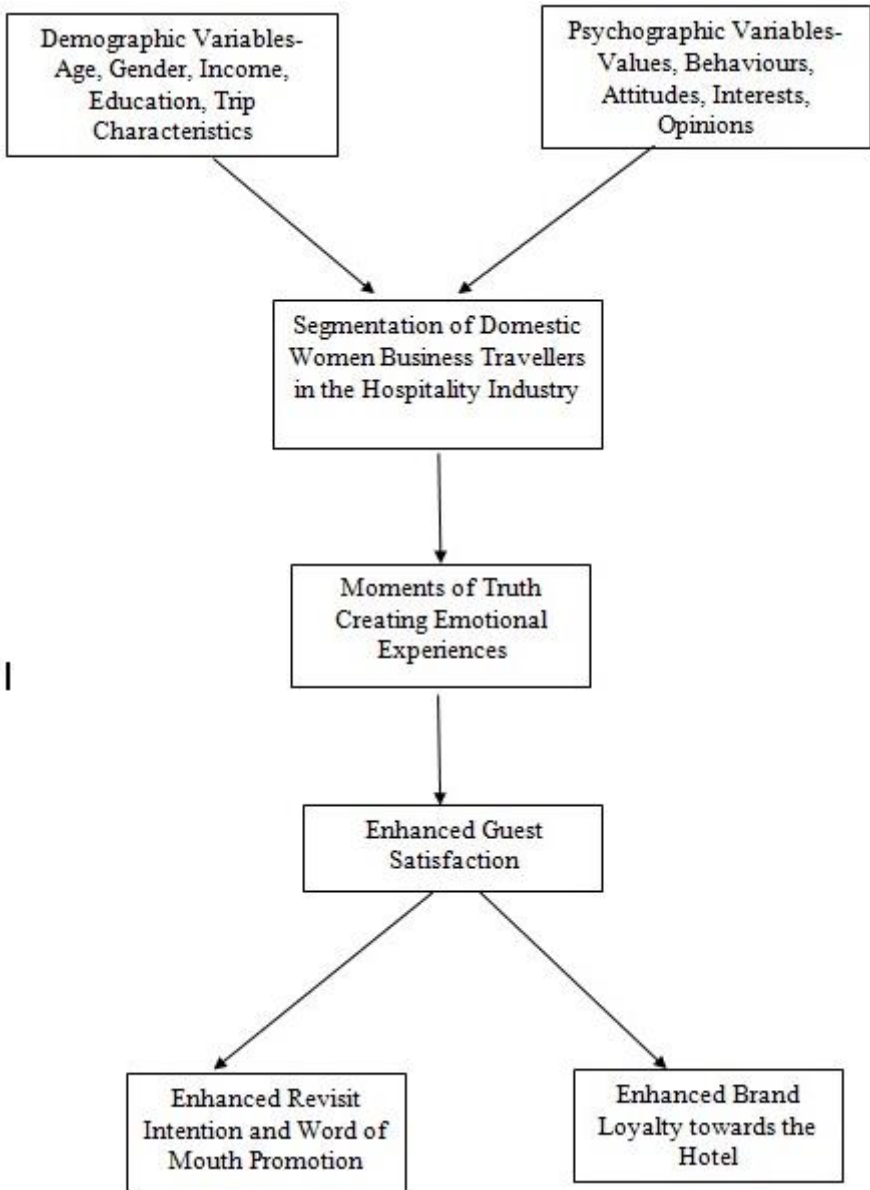 Demographic Variables-
Age, Gender, Income,
Education, Trip
Characteristics
Psychographic Variables-
Values, Behaviours,
Attitudes, Interests,
Opinions
Segmentation of Domestic
Women Business Travellers
in the Hospitality Industry
Moments of Truth
Creating Emotional
Experiences
Enhanced Guest
Satisfaction
Enhanced Revisit
Intention and Word of
Mouth Promotion
Enhanced Brand
Loyalty towards the
Hotel